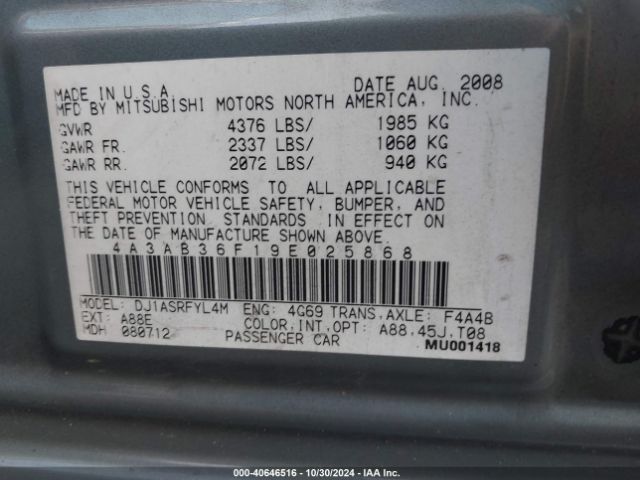 MADE IN U.S.A. DATE AUG. 2008
MFD BY MITSUBISHI MOTORS NORTH AMERICA, INC.
GVWR 4376 LBS/ 1985 KG
GAWR FR. 2337 LBS/ 1060 KG
GAWR RR. 2072 LBS/ 940 KG
THIS VEHICLE CONFORMS TO ALL APPLICABLE
FEDERAL MOTOR VEHICLE SAFETY, BUMPER, AND
THEFT PREVENTION STANDARDS IN EFFECT ON
THE DATE OF MANUFACTURE SHOWN ABOVE.
4A3AB36F19E025868
MODEL: DJ1ASRFYL4M ENG: 4G69 TRANS,AXLE: F4A4B
EXT: A88E COLOR,INT,OPT: A88.45J.T08
MDH 080712 PASSENGER CAR MU001418
000-40646516 - 10/30/2024 - IAA Inc.